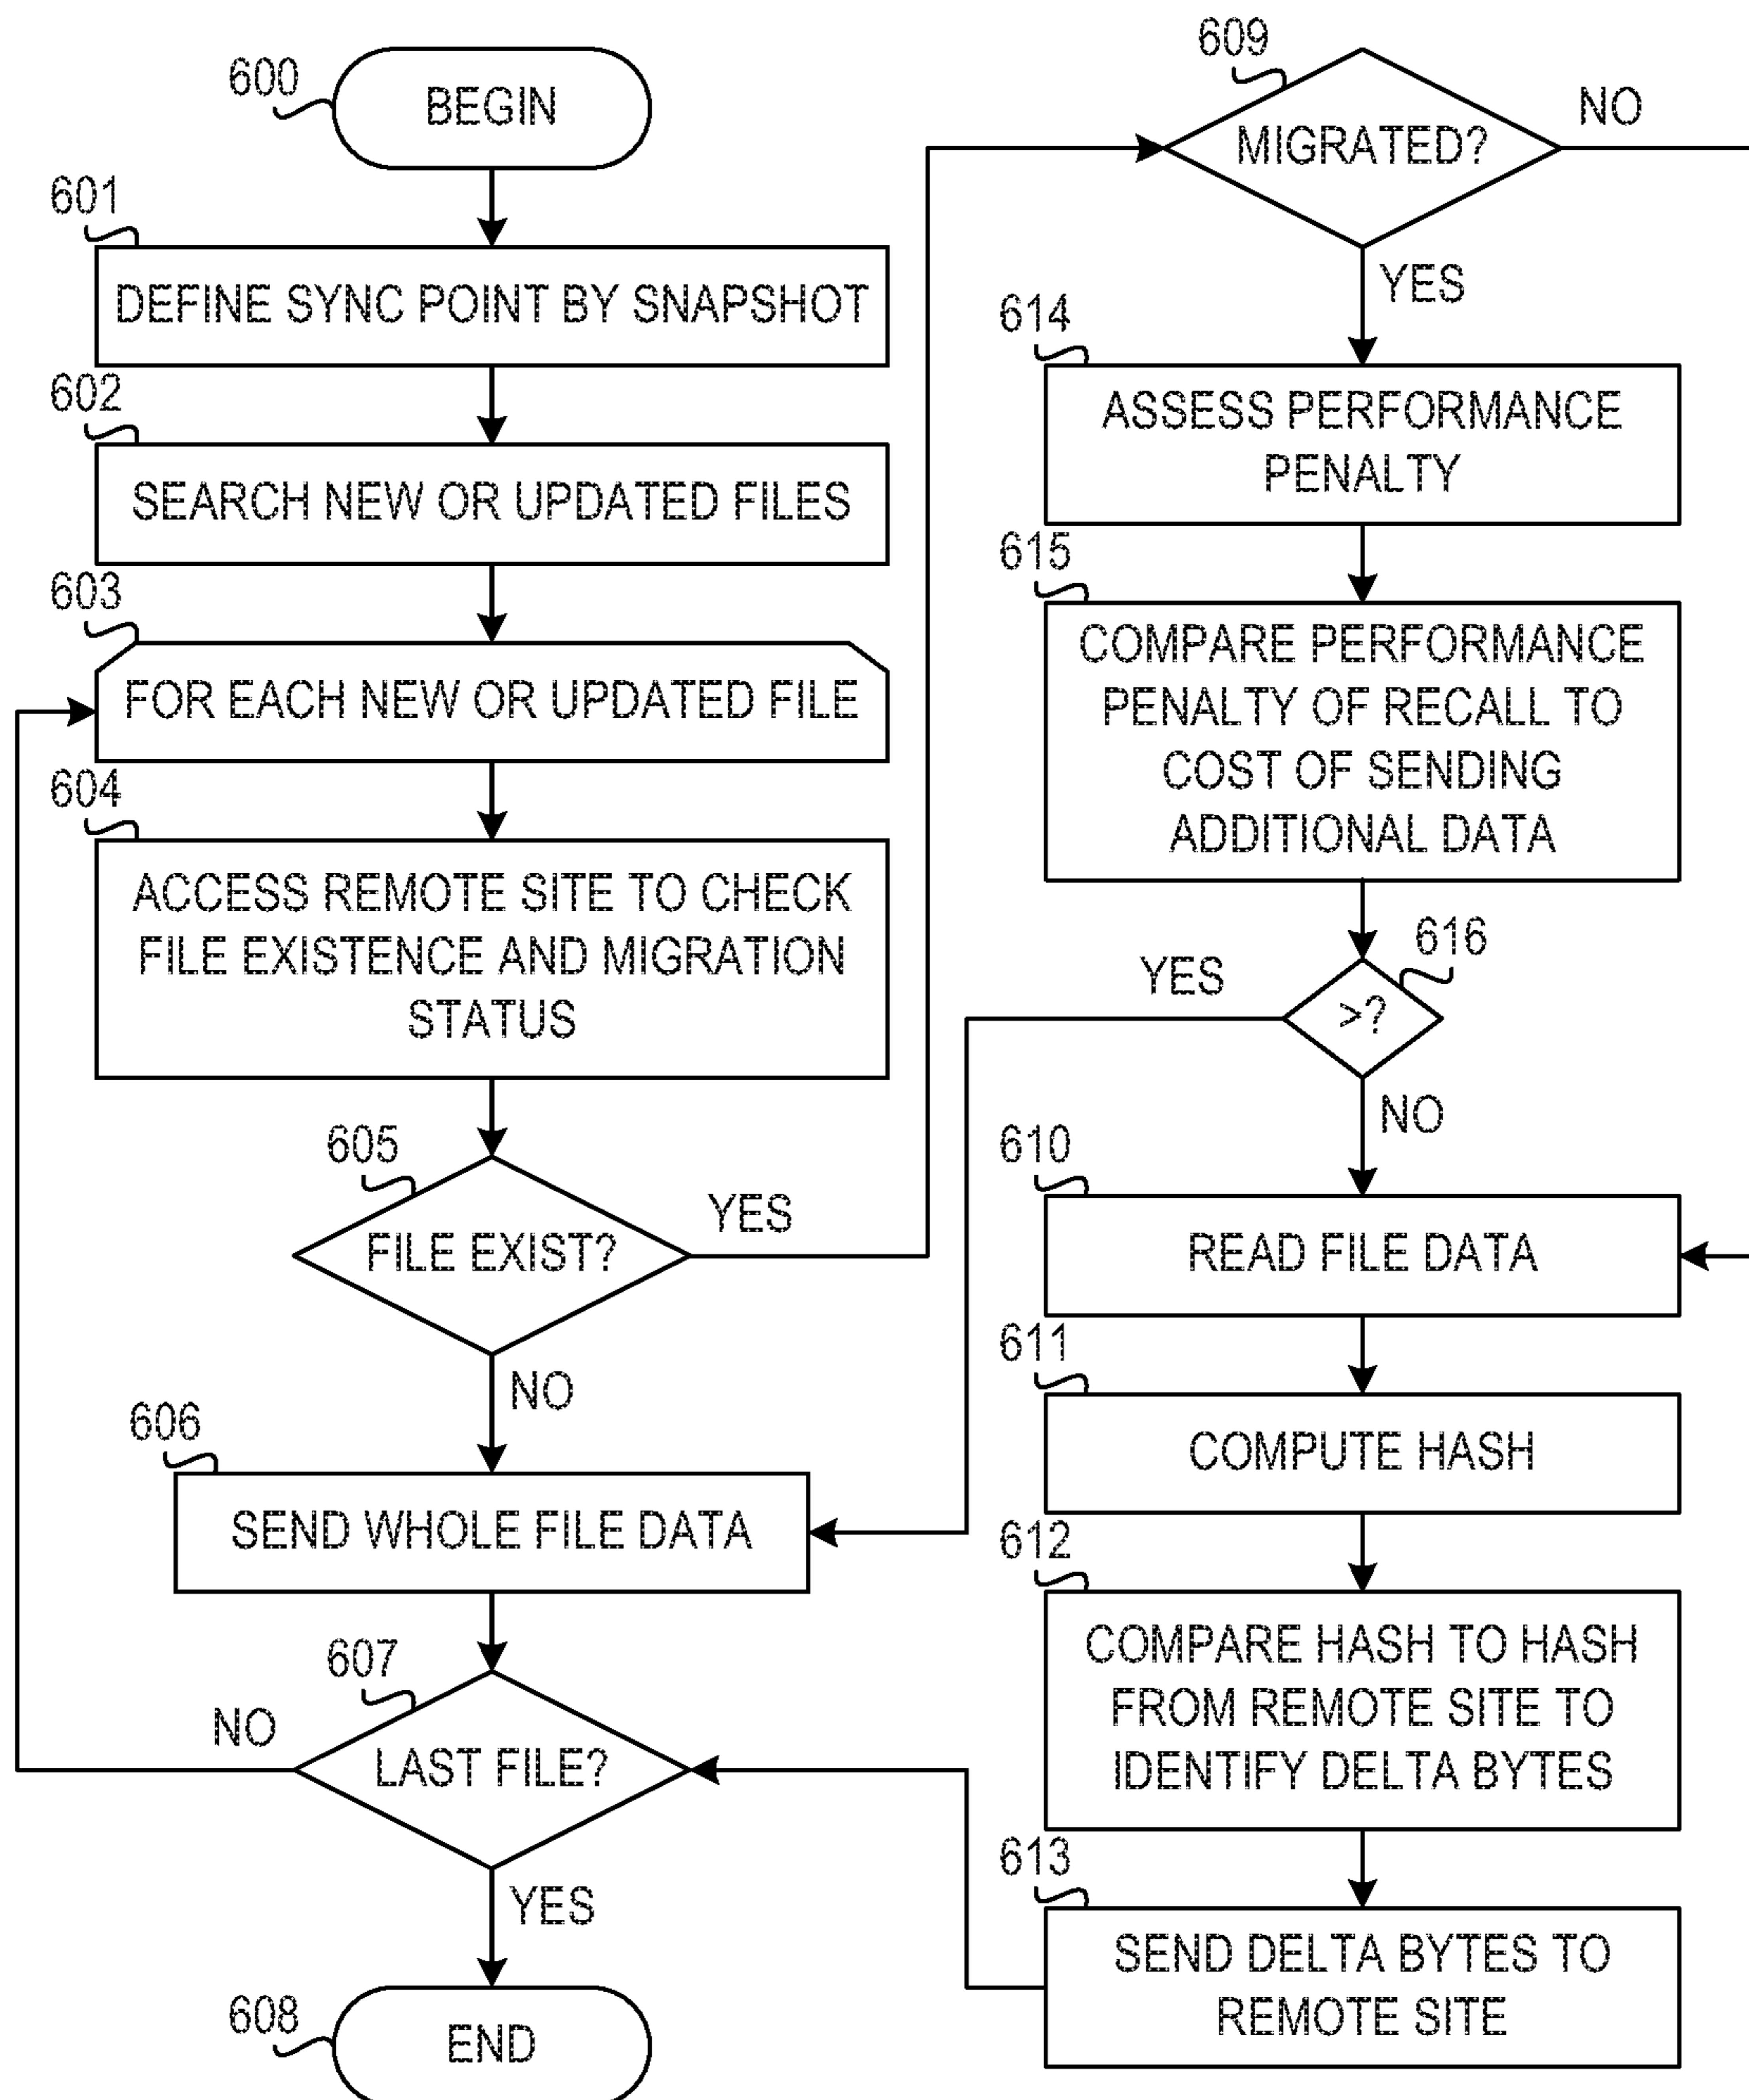 600
BEGIN
601
DEFINE SYNC POINT BY SNAPSHOT
602
SEARCH NEW OR UPDATED FILES
603
FOR EACH NEW OR UPDATED FILE
604
ACCESS REMOTE SITE TO CHECK
FILE EXISTENCE AND MIGRATION
STATUS
605
FILE EXIST?
YES
NO
606
SEND WHOLE FILE DATA
607
NO
LAST FILE?
YES
608
END
609
MIGRATED?
NO
YES
614
ASSESS PERFORMANCE
PENALTY
615
COMPARE PERFORMANCE
PENALTY OF RECALL TO
COST OF SENDING
ADDITIONAL DATA
616
YES
>?
NO
610
READ FILE DATA
611
COMPUTE HASH
612
COMPARE HASH TO HASH
FROM REMOTE SITE TO
IDENTIFY DELTA BYTES
613
SEND DELTA BYTES TO
REMOTE SITE